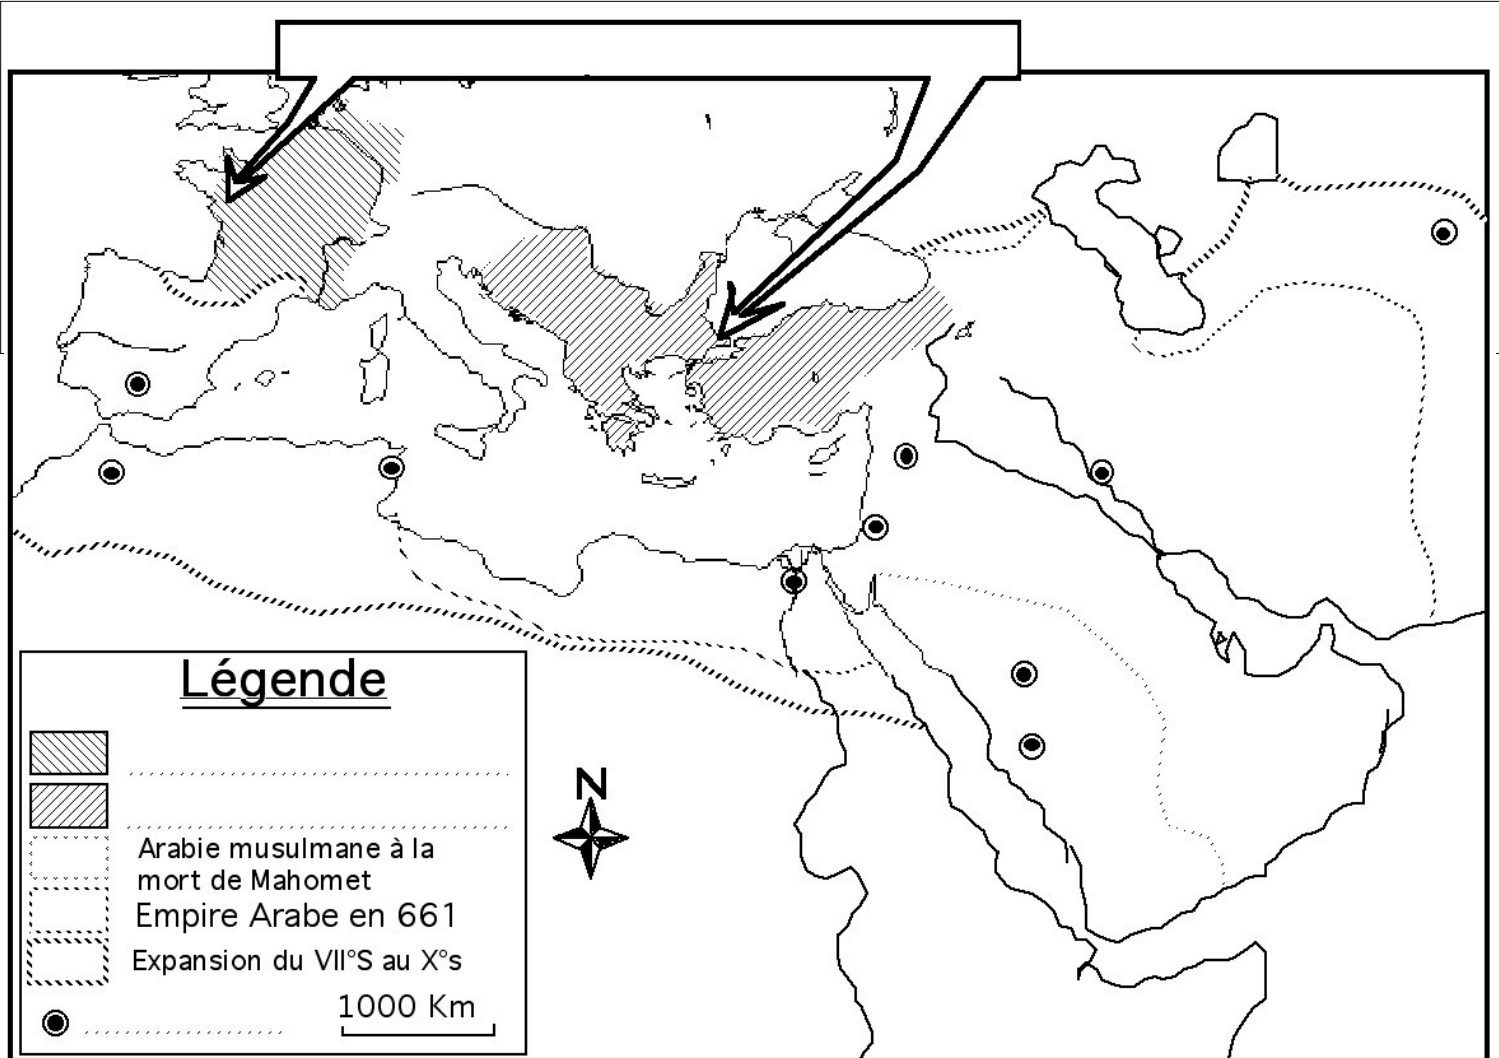 Légende
Arabie musulmane à la
mort de Mahomet
Empire Arabe en 661
Expansion du VII°S au X°s
1000 Km
N